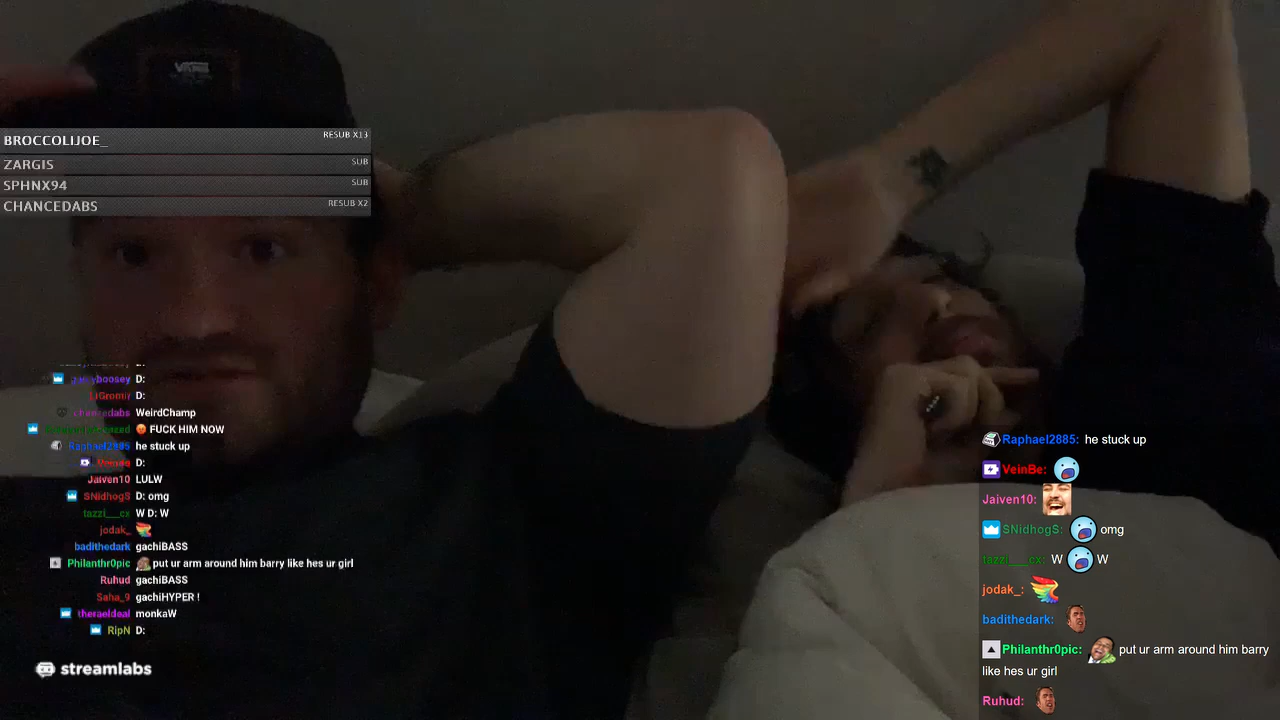 VANS
BROCCOLIJOE_ RESUB X13
ZARGIS SUB
SPHNX94 SUB
CHANCEDABS RESUB X2
D:
D:
chancedabs WeirdChamp
FUCK HIM NOW
Raphael2885 he stuck up
VeinBe D:
Jaiven10 LULW
SNidhogS D: omg
tazzi___cx W D: W
jodak_
badithedark gachiBASS
Philanthr0pic put ur arm around him barry like hes ur girl
Ruhud gachiBASS
Saha_9 gachiHYPER !
theraeldeal monkaW
RipN D:
streamlabs
Raphael2885: he stuck up
VeinBe:
Jaiven10:
SNidhogS: omg
tazzi___cx: W W
jodak_:
badithedark:
Philanthr0pic: put ur arm around him barry
like hes ur girl
Ruhud: